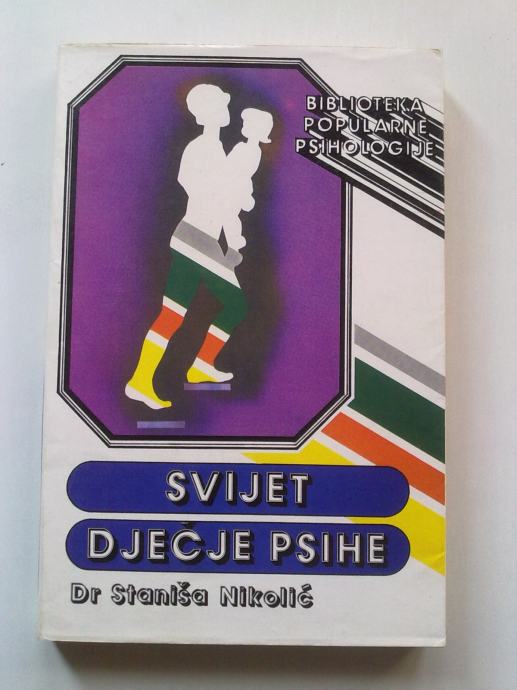 BIBLIOTEKA
POPULARNE
PSIHOLOGIJE
SVIJET
DJEČJE PSIHE
Dr Staniša Nikolić